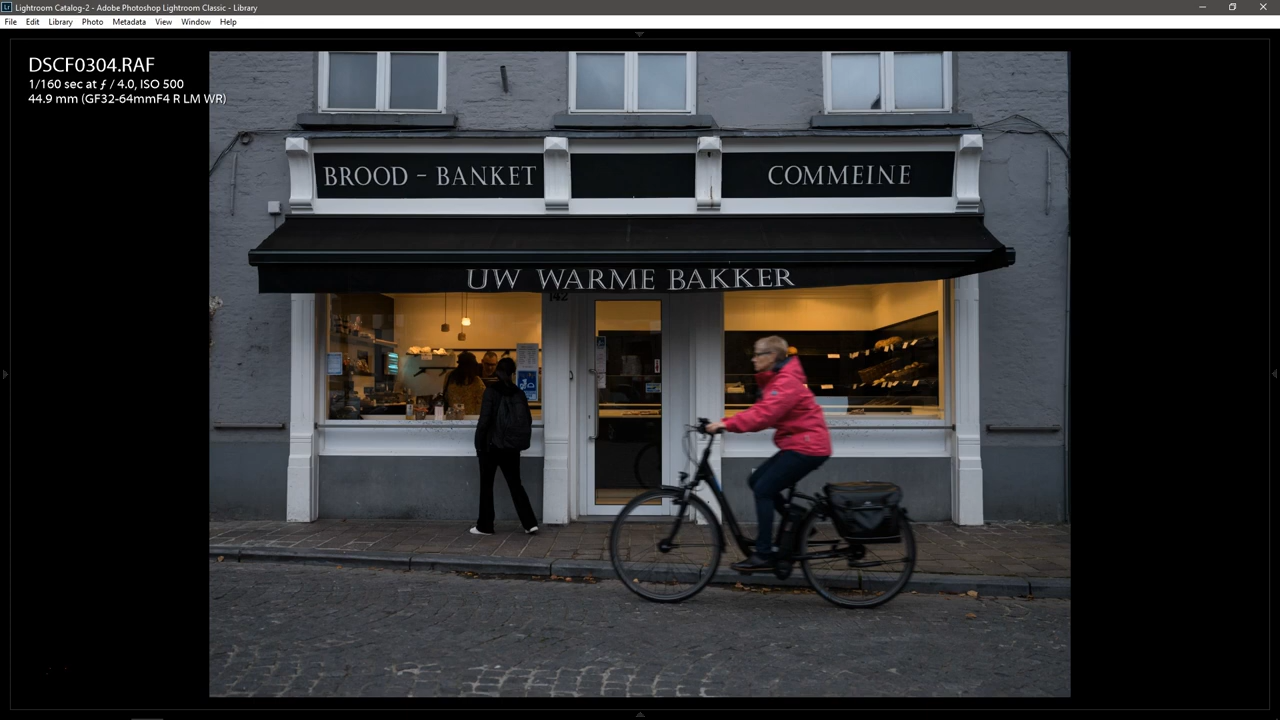 Lr Lightroom Catalog-2 - Adobe Photoshop Lightroom Classic - Library
File Edit Library Photo Metadata View Window Help
DSCF0304.RAF
1/160 sec at ƒ / 4.0, ISO 500
44.9 mm (GF32-64mmF4 R LM WR)
BROOD - BANKET
COMMEINE
UW WARME BAKKER
142